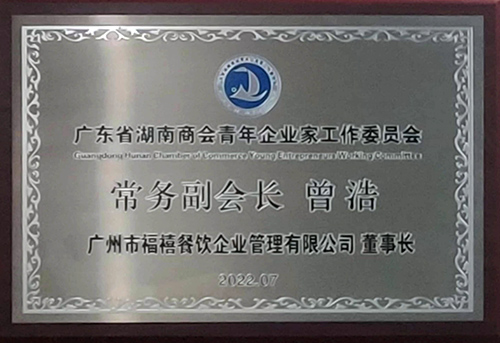 广东省湖南商会青年企业家工作委员会
Guangdong Hunan Chamber of Commerce Young Entrepreneurs Working Committee
常务副会长 曾浩
广州市福禧餐饮企业管理有限公司 董事长
2022.07